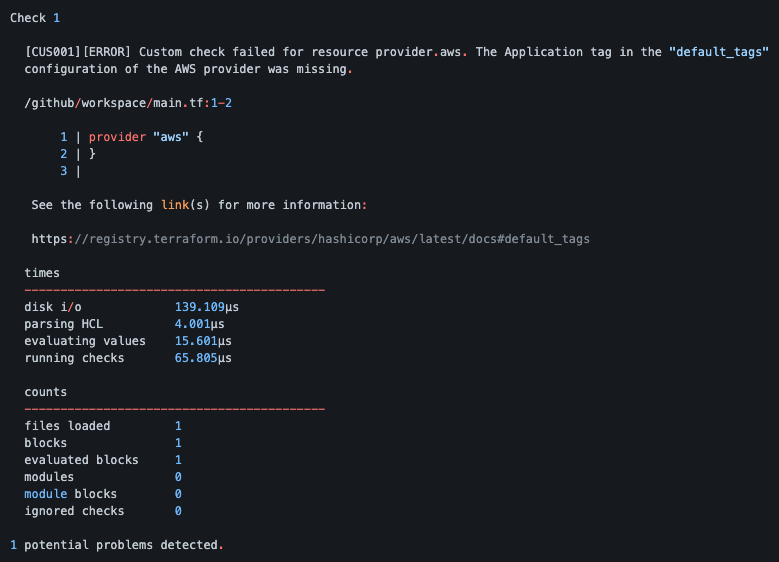 Check 1
[CUS001][ERROR] Custom check failed for resource provider.aws. The Application tag in the "default_tags"
configuration of the AWS provider was missing.
/github/workspace/main.tf:1-2
1 | provider "aws" {
2 | }
3 |
See the following link(s) for more information:
https://registry.terraform.io/providers/hashicorp/aws/latest/docs#default_tags
times
------------------------------------------
disk i/o 139.109µs
parsing HCL 4.001µs
evaluating values 15.601µs
running checks 65.805µs
counts
------------------------------------------
files loaded 1
blocks 1
evaluated blocks 1
modules 0
module blocks 0
ignored checks 0
1 potential problems detected.